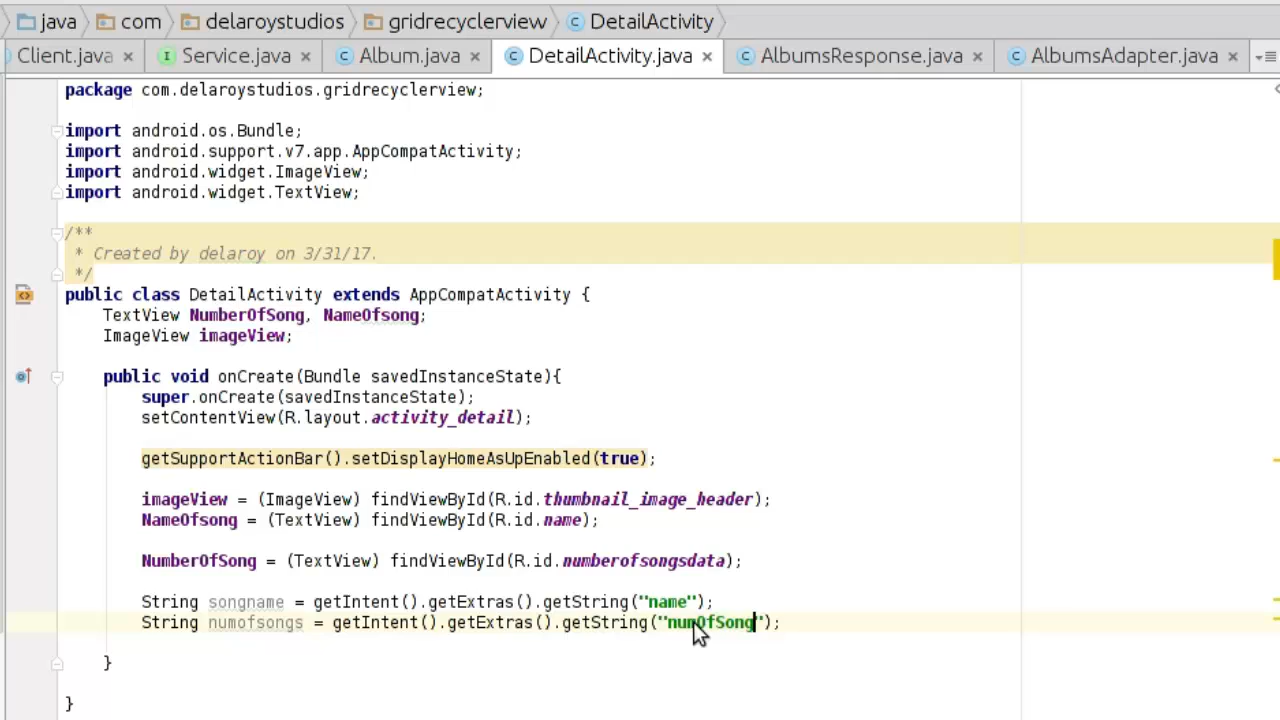 java com delaroystudios gridrecyclerview DetailActivity
Client.java Service.java Album.java DetailActivity.java AlbumsResponse.java AlbumsAdapter.java
package com.delaroystudios.gridrecyclerview;
import android.os.Bundle;
import android.support.v7.app.AppCompatActivity;
import android.widget.ImageView;
import android.widget.TextView;
/**
* Created by delaroy on 3/31/17.
*/
public class DetailActivity extends AppCompatActivity {
TextView NumberOfSong, NameOfsong;
ImageView imageView;
public void onCreate(Bundle savedInstanceState){
super.onCreate(savedInstanceState);
setContentView(R.layout.activity_detail);
getSupportActionBar().setDisplayHomeAsUpEnabled(true);
imageView = (ImageView) findViewById(R.id.thumbnail_image_header);
NameOfsong = (TextView) findViewById(R.id.name);
NumberOfSong = (TextView) findViewById(R.id.numberofsongsdata);
String songname = getIntent().getExtras().getString("name");
String numofsongs = getIntent().getExtras().getString("numOfSong");
}
}